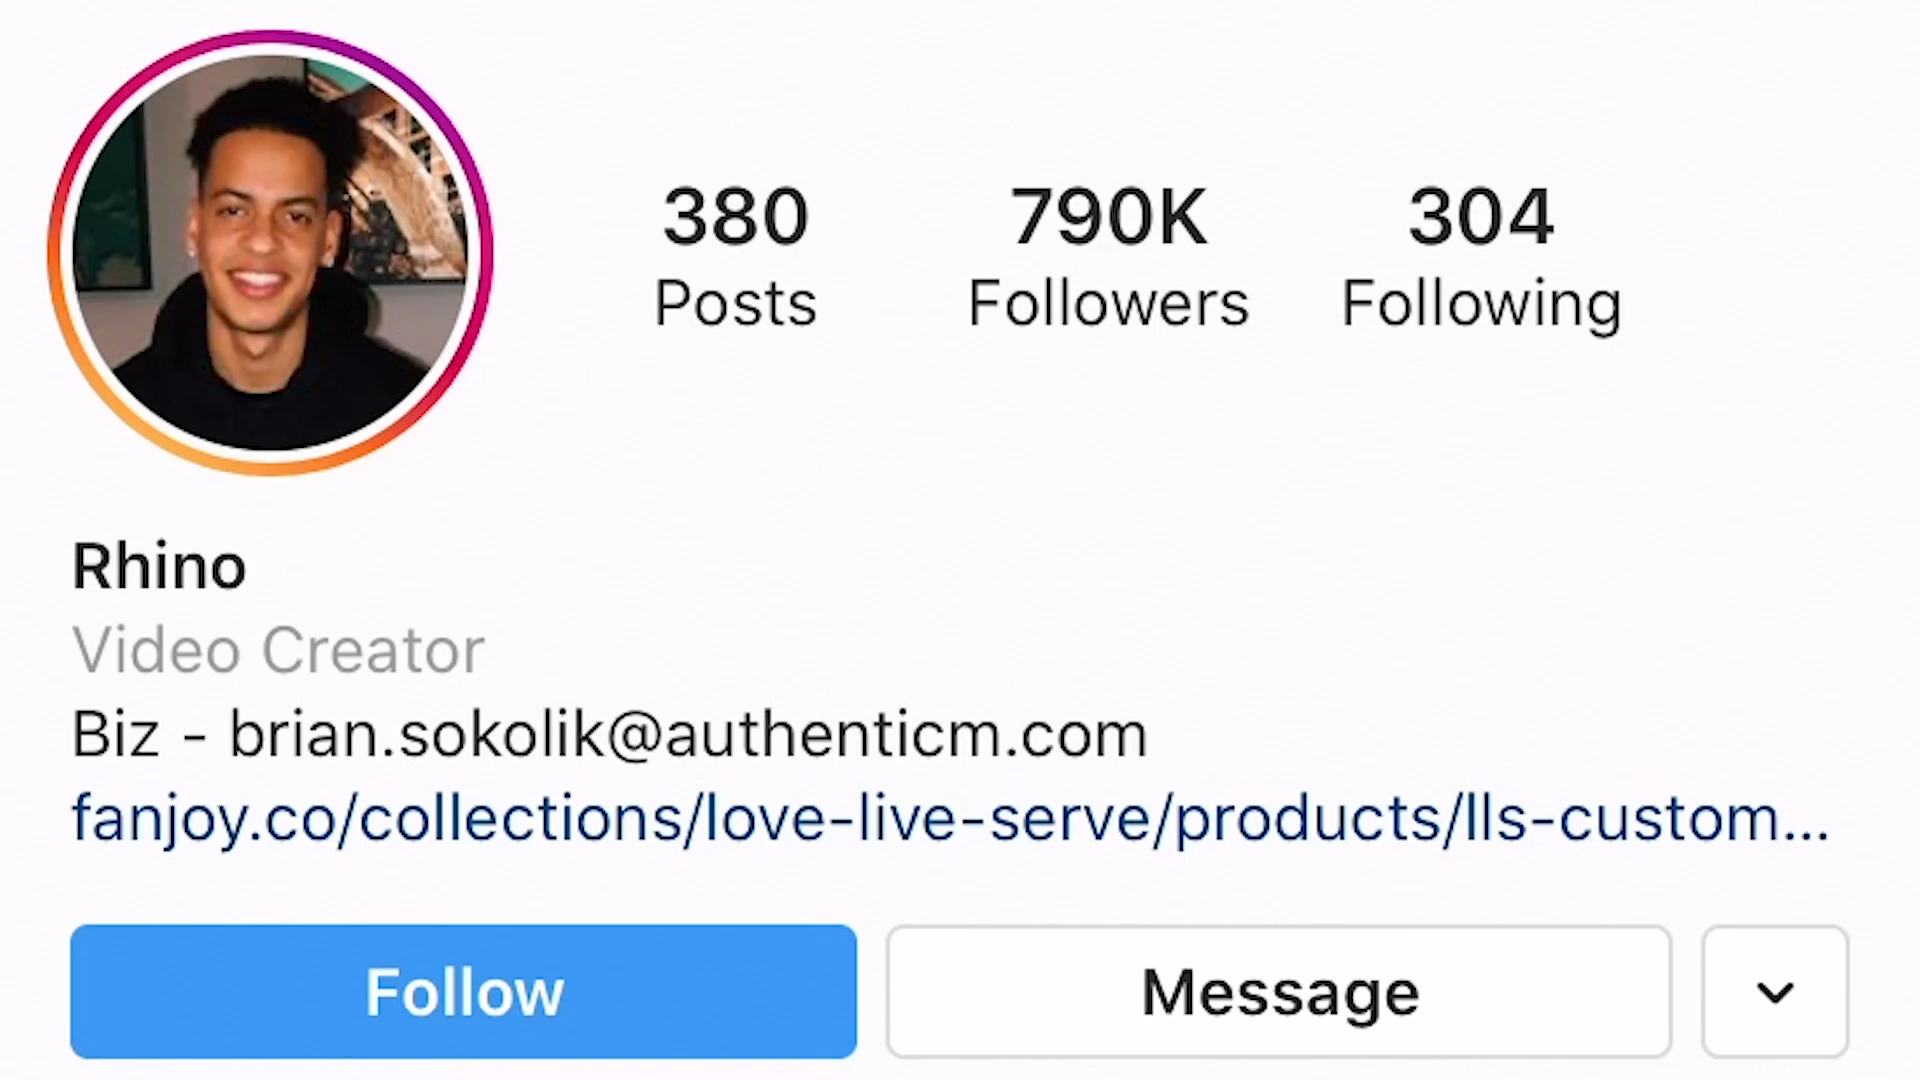 380 790K 304
Posts Followers Following
Rhino
Video Creator
Biz - brian.sokolik@authenticm.com
fanjoy.co/collections/love-live-serve/products/lls-custom...
Follow Message